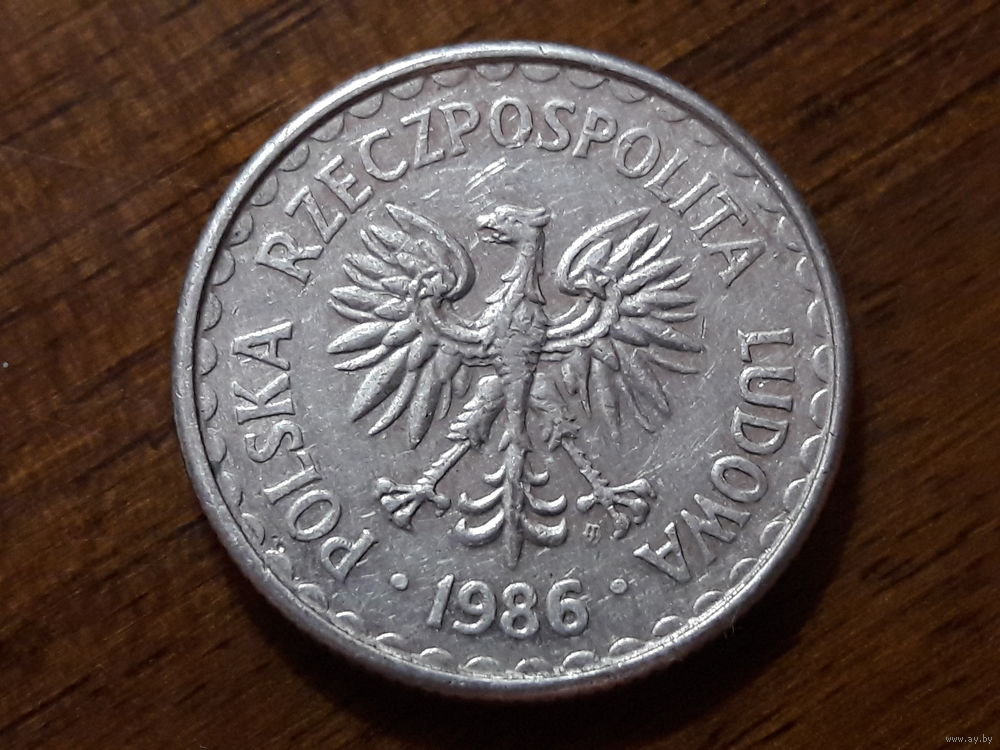 POLSKA RZECZPOSPOLITA LUDOWA
• 1986 •
www.ay.by